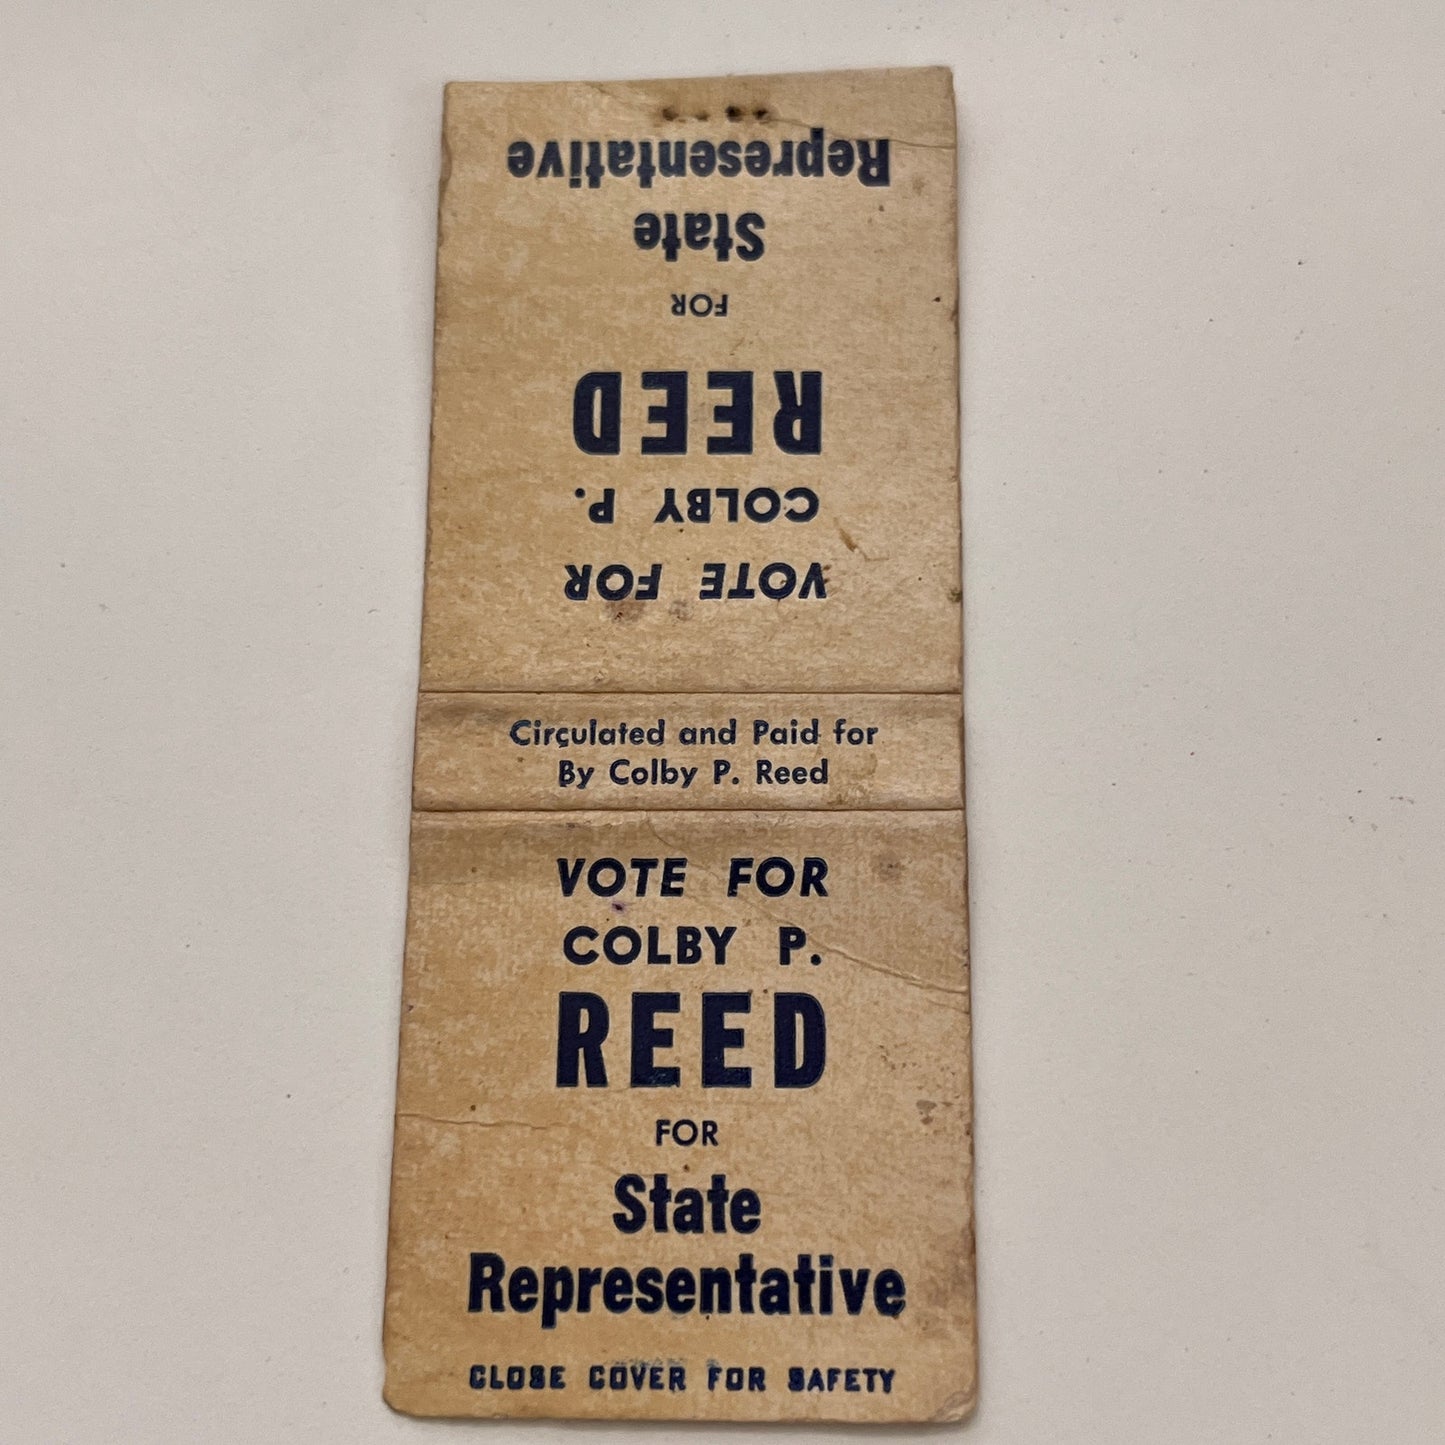 VOTE FOR
COLBY P.
REED
FOR
State
Representative
Circulated and Paid for
By Colby P. Reed
VOTE FOR
COLBY P.
REED
FOR
State
Representative
CLOSE COVER FOR SAFETY